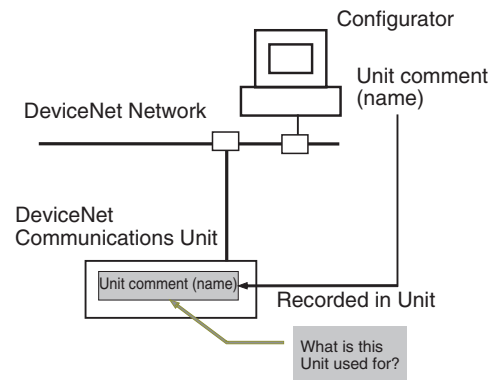 Configurator
Unit comment
(name)
DeviceNet Network
DeviceNet
Communications Unit
Unit comment (name)
Recorded in Unit
What is this
Unit used for?